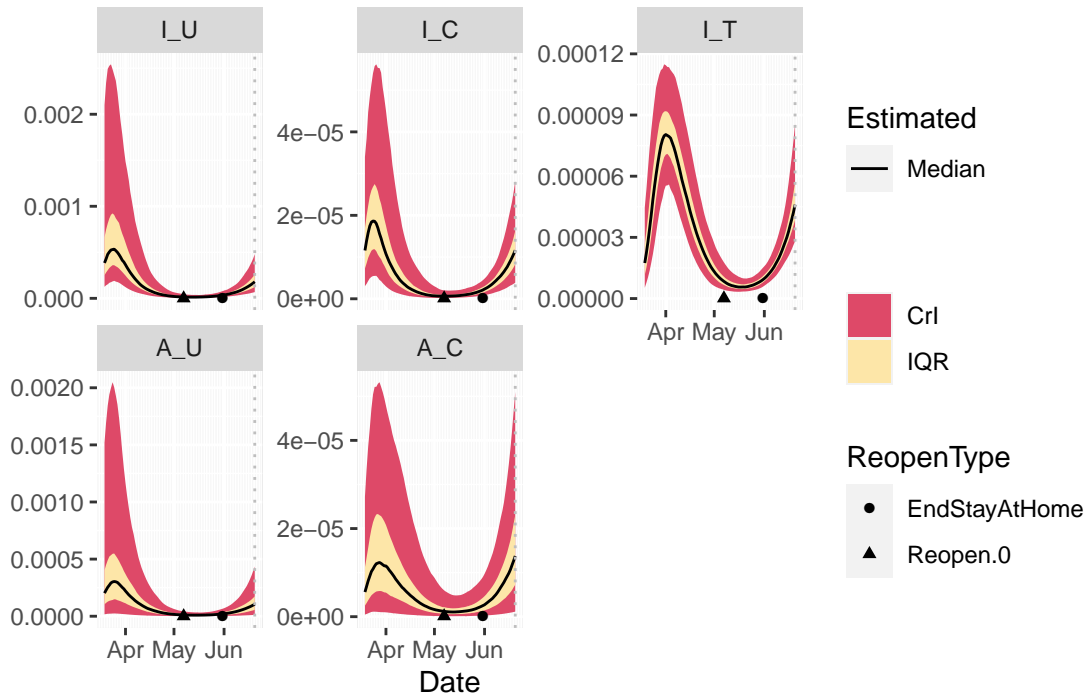 I_U
I_C
I_T
0.002
0.001
0.000
4e-05
2e-05
0e+00
0.00012
0.00009
0.00006
0.00003
0.00000
Apr May Jun
A_U
A_C
0.0020
0.0015
0.0010
0.0005
0.0000
4e-05
2e-05
0e+00
Apr May Jun
Apr May Jun
Date
Estimated
Median
CrI
IQR
ReopenType
EndStayAtHome
Reopen.0